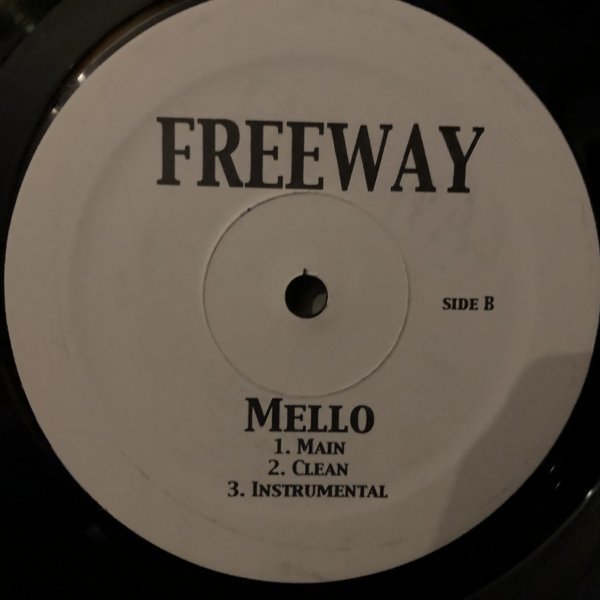 FREEWAY
SIDE B
MELLO
1. MAIN
2. CLEAN
3. INSTRUMENTAL